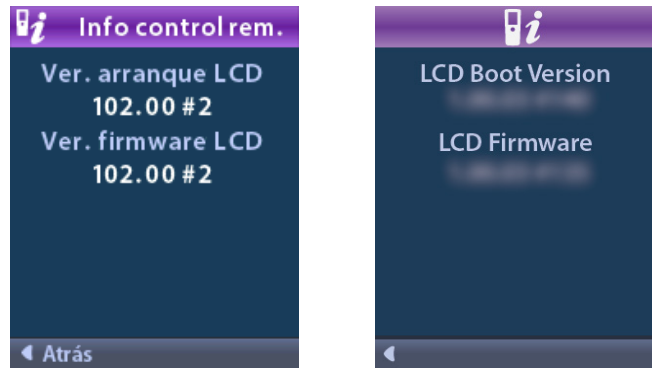 Info control rem.
Ver. arranque LCD
102.00 #2
Ver. firmware LCD
102.00 #2
Atrás
LCD Boot Version
LCD Firmware